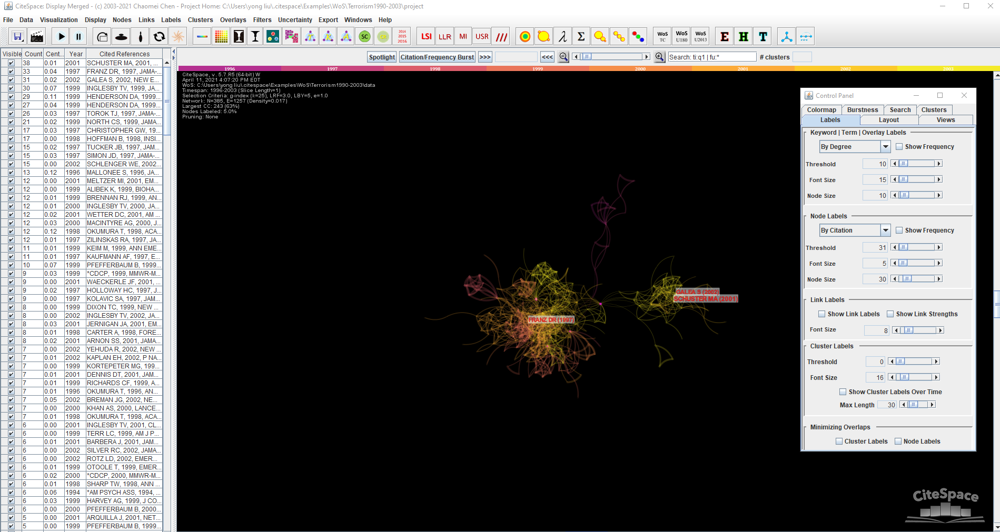 CiteSpace: Display Merged - (c) 2003-2021 Chaomei Chen - Project Home: C:\Users\yong liu\.citespace\Examples\WoS\Terrorism1990-2003\project
File Data Visualization Display Nodes Links Labels Clusters Overlays Filters Uncertainty Export Windows Help
SC GR 2014 2015 2016 LSI LLR MI USR λ Σ WoS TC WoS U180 WoS U2013 E H T
Visible Count Cent... Year Cited References
Spotlight Citation/Frequency Burst >>> <<< Search: ti:q1 | fu:* # clusters
1996 1997 1998 1999 2000 2001 2002 2003
CiteSpace, v. 5.7.R5 (64-bit) W
April 11, 2021 4:07:20 PM EDT
WoS: C:\Users\yong liu\.citespace\Examples\WoS\Terrorism1990-2003\data
Timespan: 1996-2003 (Slice Length=1)
Selection Criteria: g-index (k=25), LRF=3.0, LBY=5, e=1.0
Network: N=385, E=1257 (Density=0.017)
Largest CC: 243 (63%)
Nodes Labeled: 5.0%
Pruning: None
38 0.01 2001 SCHUSTER MA, 2001, ...
33 0.04 1997 FRANZ DR, 1997, JAMA-...
31 0.02 2002 GALEA S, 2002, NEW E...
30 0.07 1999 INGLESBY TV, 1999, JA...
29 0.11 1999 HENDERSON DA, 1999...
27 0.04 1999 HENDERSON DA, 1999...
26 0.03 1997 TOROK TJ, 1997, JAMA-...
21 0.02 1999 NORTH CS, 1999, JAMA...
17 0.03 1997 CHRISTOPHER GW, 19...
17 0.00 1998 HOFFMAN B, 1998, INSI...
15 0.02 1997 TUCKER JB, 1997, JAM...
15 0.03 1997 SIMON JD, 1997, JAMA-...
15 0.00 2002 SCHLENGER WE, 2002...
13 0.12 1996 MALLONEE S, 1996, JA...
12 0.00 2001 MELTZER MI, 2001, EM...
12 0.00 1999 ALIBEK K, 1999, BIOHA...
12 0.01 1999 BRENNAN RJ, 1999, AN...
12 0.01 2000 INGLESBY TV, 2000, JA...
12 0.02 2001 WETTER DC, 2001, AM ...
12 0.03 2000 MACINTYRE AG, 2000, J...
12 0.12 1998 OKUMURA T, 1998, ACA...
12 0.01 1997 ZILINSKAS RA, 1997, JA...
11 0.01 1999 KEIM M, 1999, ANN EME...
11 0.01 1997 KAUFMANN AF, 1997, E...
10 0.07 1999 PFEFFERBAUM B, 1999...
9 0.03 1999 *CDCP, 1999, MMWR-M...
9 0.00 2001 WAECKERLE JF, 2001, ...
9 0.02 1997 HOLLOWAY HC, 1997, J...
9 0.00 1997 KOLAVIC SA, 1997, JAM...
8 0.00 1999 DIXON TC, 1999, NEW ...
8 0.00 2002 INGLESBY TV, 2002, JA...
8 0.03 2001 JERNIGAN JA, 2001, EM...
8 0.01 1998 CARTER A, 1998, FORE...
8 0.02 2001 ARNON SS, 2001, JAMA...
7 0.00 2002 YEHUDA R, 2002, NEW ...
7 0.01 2002 KAPLAN EH, 2002, P NA...
7 0.00 1999 KORTEPETER MG, 199...
7 0.01 2001 DENNIS DT, 2001, JAM...
7 0.01 1999 RICHARDS CF, 1999, A...
7 0.01 1996 OKUMURA T, 1996, AN...
7 0.05 2002 BREMAN JG, 2002, NE...
7 0.00 2000 KHAN AS, 2000, LANCE...
7 0.01 1998 OKUMURA T, 1998, ACA...
6 0.00 2001 INGLESBY TV, 2001, CL...
6 0.00 1999 TERR LC, 1999, AM J P...
6 0.01 2001 BARBERA J, 2001, JAM...
6 0.00 2002 SILVER RC, 2002, JAMA...
6 0.00 2002 ROTZ LD, 2002, EMER...
6 0.01 1999 OTOOLE T, 1999, EMER...
6 0.02 2000 *CDCP, 2000, MMWR-M...
6 0.01 1998 SHARP TW, 1998, ANN ...
6 0.06 1994 *AM PSYCH ASS, 1994, ...
6 0.03 1999 HARVEY AG, 1999, J CO...
6 0.00 2000 PFEFFERBAUM B, 2000...
5 0.00 2001 ARQUILLA J, 2001, NET...
5 0.00 1999 PFEFFERBAUM B, 1999...
GALEA S (2002)
SCHUSTER MA (2001)
FRANZ DR (1997)
Control Panel
Colormap Burstness Search Clusters
Labels Layout Views
Keyword | Term | Overlay Labels
By Degree Show Frequency
Threshold 10
Font Size 15
Node Size 10
Node Labels
By Citation Show Frequency
Threshold 31
Font Size 5
Node Size 30
Link Labels
Show Link Labels Show Link Strengths
Font Size 8
Cluster Labels
Threshold 0
Font Size 16
Show Cluster Labels Over Time
Max Length 30
Minimizing Overlaps
Cluster Labels Node Labels
CiteSpace